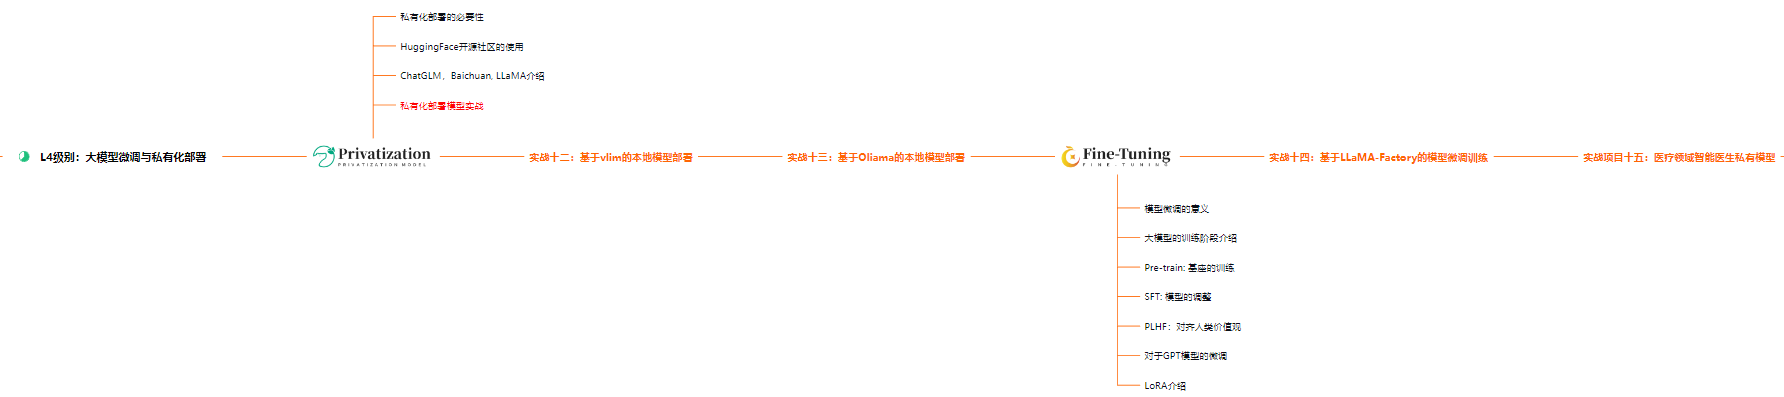 私有化部署的必要性
HuggingFace开源社区的使用
ChatGLM，Baichuan, LLaMA介绍
私有化部署模型实战
L4级别：大模型微调与私有化部署
Privatization
PRIVATIZATION MODEL
实战十二：基于vlim的本地模型部署
实战十三：基于Oliama的本地模型部署
Fine-Tuning
FINE-TUNING
实战十四：基于LLaMA-Factory的模型微调训练
实战项目十五：医疗领域智能医生私有模型
模型微调的意义
大模型的训练阶段介绍
Pre-train: 基座的训练
SFT: 模型的调整
PLHF：对齐人类价值观
对于GPT模型的微调
LoRA介绍